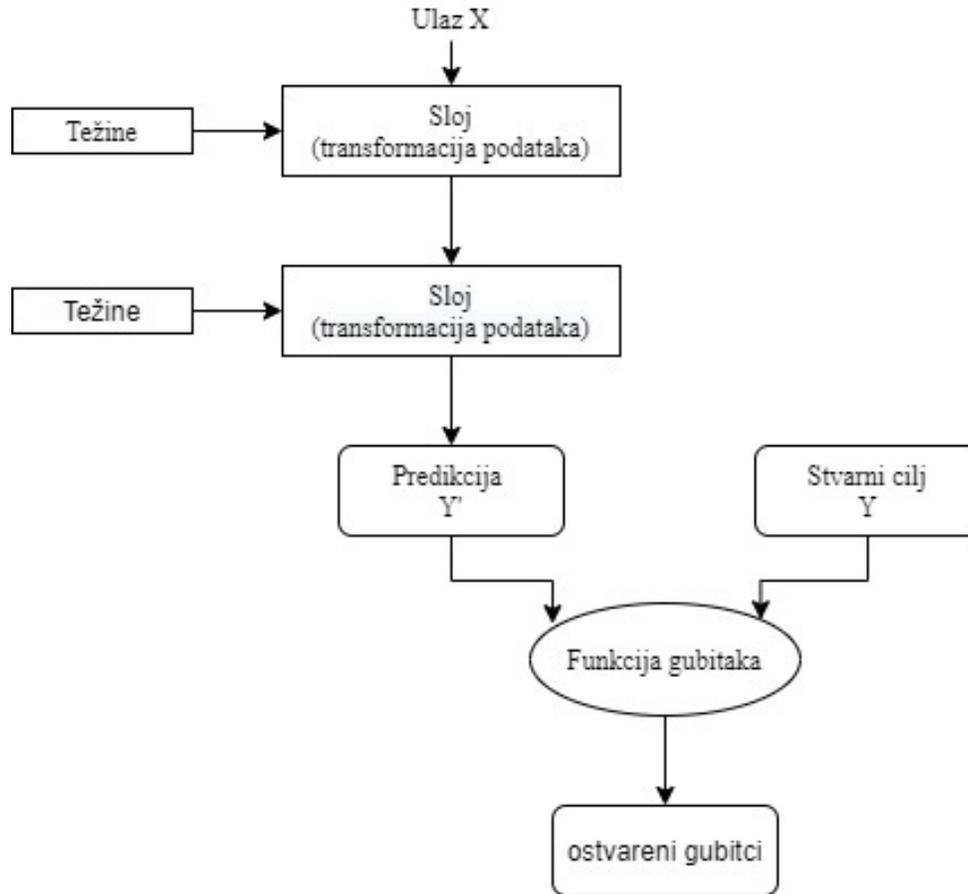 Ulaz X
Težine
Sloj
(transformacija podataka)
Težine
Sloj
(transformacija podataka)
Predikcija
Y'
Stvarni cilj
Y
Funkcija gubitaka
ostvareni gubitci